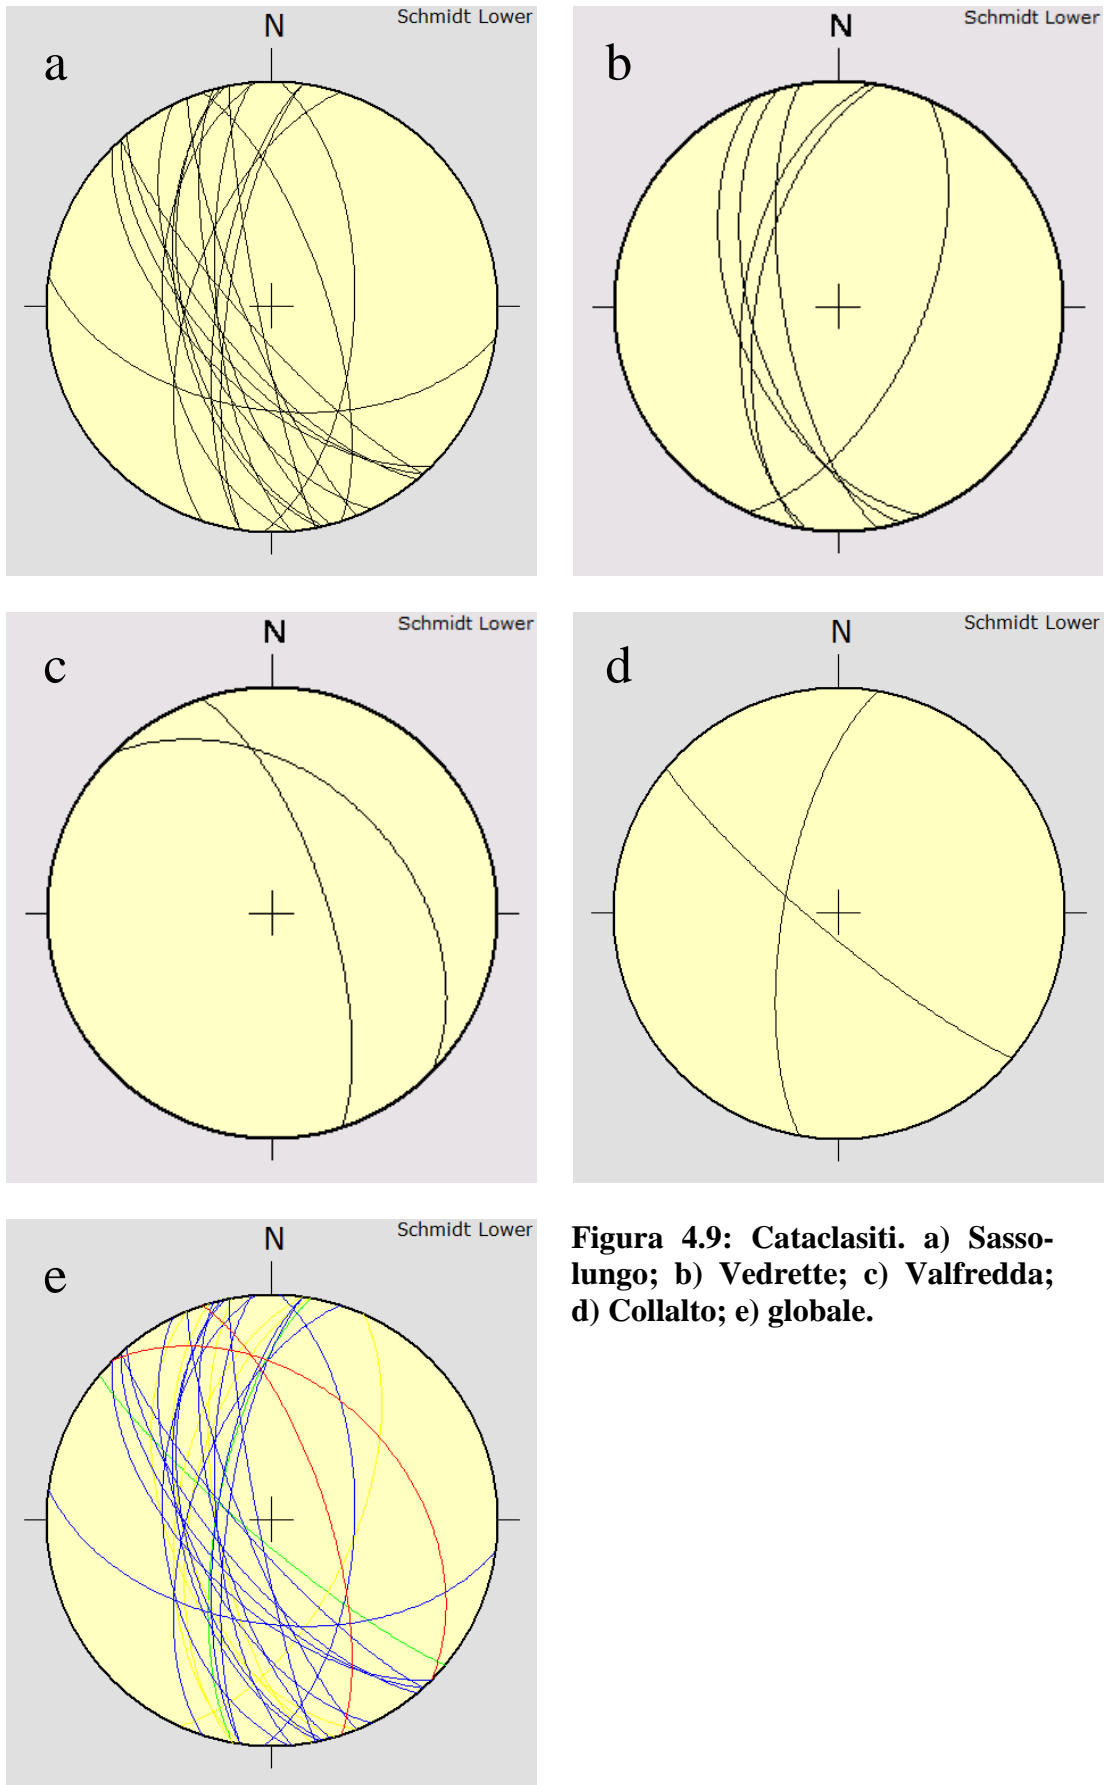 Schmidt Lower
N
a
Schmidt Lower
N
b
Schmidt Lower
N
c
Schmidt Lower
N
d
Schmidt Lower
N
e
Figura 4.9: Cataclasiti. a) Sasso-
lungo; b) Vedrette; c) Valfredda;
d) Collalto; e) globale.